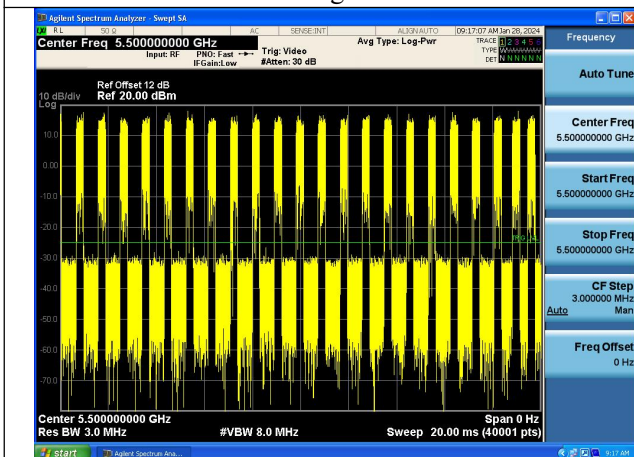 Agilent Spectrum Analyzer - Swept SA
RL 50 Ω AC SENSE:INT ALIGNAUTO 09:17:07 AM Jan 28, 2024
Center Freq 5.500000000 GHz
Input: RF PNO: Fast Trig: Video Avg Type: Log-Pwr TRACE 1 2 3 4 5 6
IFGain:Low #Atten: 30 dB TYPE
DET N N N N N N
Ref Offset 12 dB
10 dB/div Ref 20.00 dBm
Log
10.0
0.00
-10.0
-20.0
-30.0
-40.0
-50.0
-60.0
-70.0
Center 5.500000000 GHz Span 0 Hz
Res BW 3.0 MHz #VBW 8.0 MHz Sweep 20.00 ms (40001 pts)
Frequency
Auto Tune
Center Freq
5.500000000 GHz
Start Freq
5.500000000 GHz
Stop Freq
5.500000000 GHz
CF Step
3.000000 MHz
Auto Man
Freq Offset
0 Hz
start Agilent Spectrum Ana... 9:17 AM